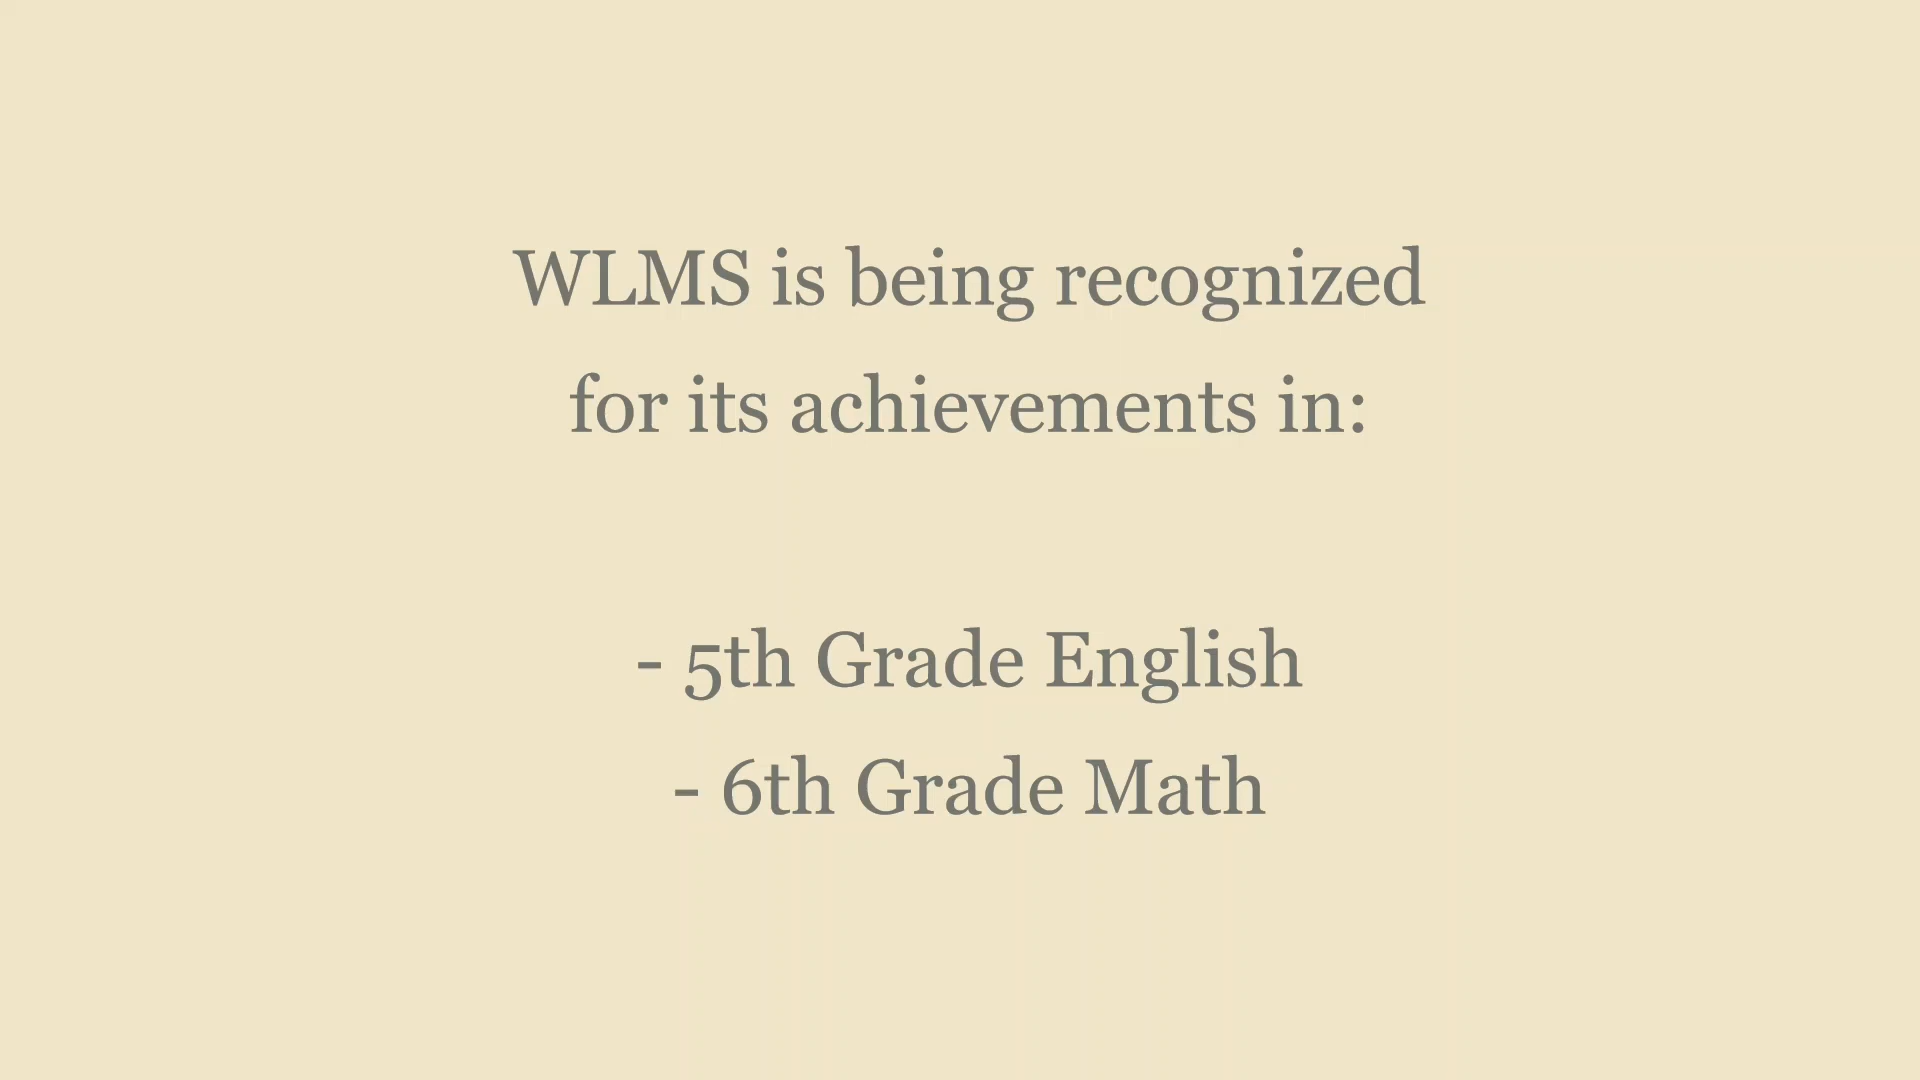 WLMS is being recognized
for its achievements in:
- 5th Grade English
- 6th Grade Math